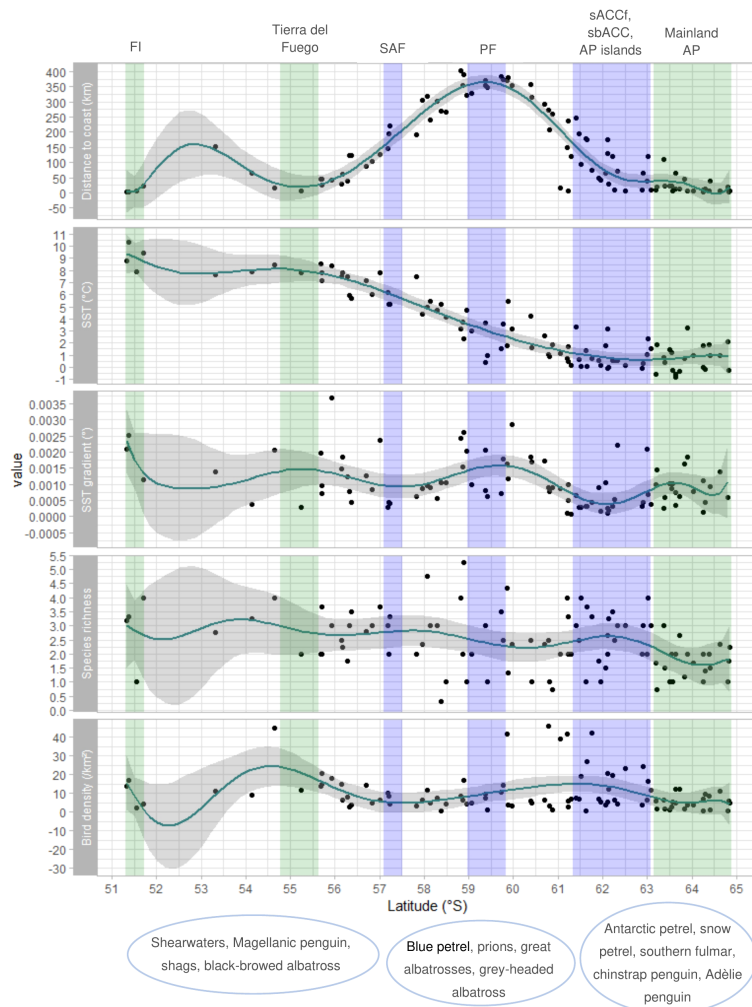 FI
Tierra del
Fuego
SAF
PF
sACCf,
sbACC,
AP islands
Mainland
AP
400
350
300
250
200
150
100
50
0
-50
Distance to coast (km)
11
10
9
8
7
6
5
4
3
2
1
0
-1
SST (°C)
value
0.0035
0.0030
0.0025
0.0020
0.0015
0.0010
0.0005
0.0000
-0.0005
SST gradient (°)
5.5
5.0
4.5
4.0
3.5
3.0
2.5
2.0
1.5
1.0
0.5
0.0
Species richness
40
30
20
10
0
-10
-20
-30
Bird density (/km²)
51 52 53 54 55 56 57 58 59 60 61 62 63 64 65
Latitude (°S)
Shearwaters, Magellanic penguin,
shags, black-browed albatross
Blue petrel, prions, great
albatrosses, grey-headed
albatross
Antarctic petrel, snow
petrel, southern fulmar,
chinstrap penguin, Adèlie
penguin